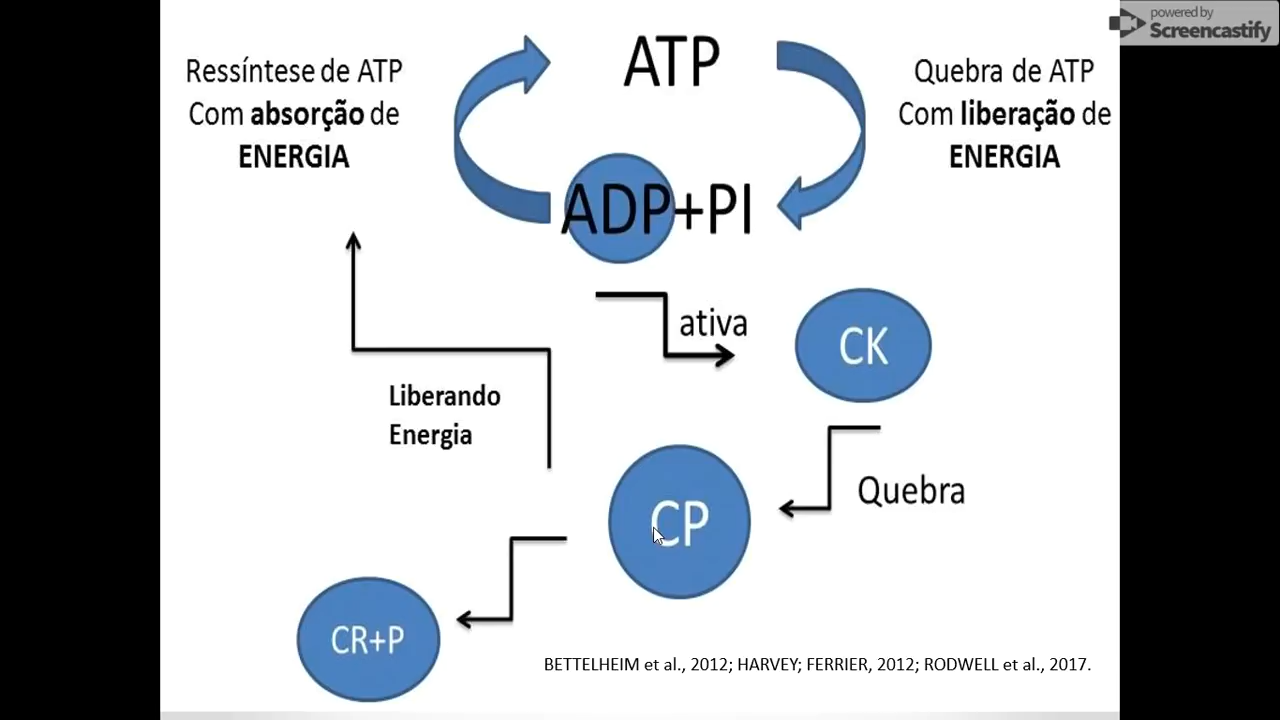 powered by
Screencastify
Ressíntese de ATP
Com absorção de
ENERGIA
ATP
Quebra de ATP
Com liberação de
ENERGIA
ADP+PI
ativa
CK
Liberando
Energia
CP
Quebra
CR+P
BETTELHEIM et al., 2012; HARVEY; FERRIER, 2012; RODWELL et al., 2017.